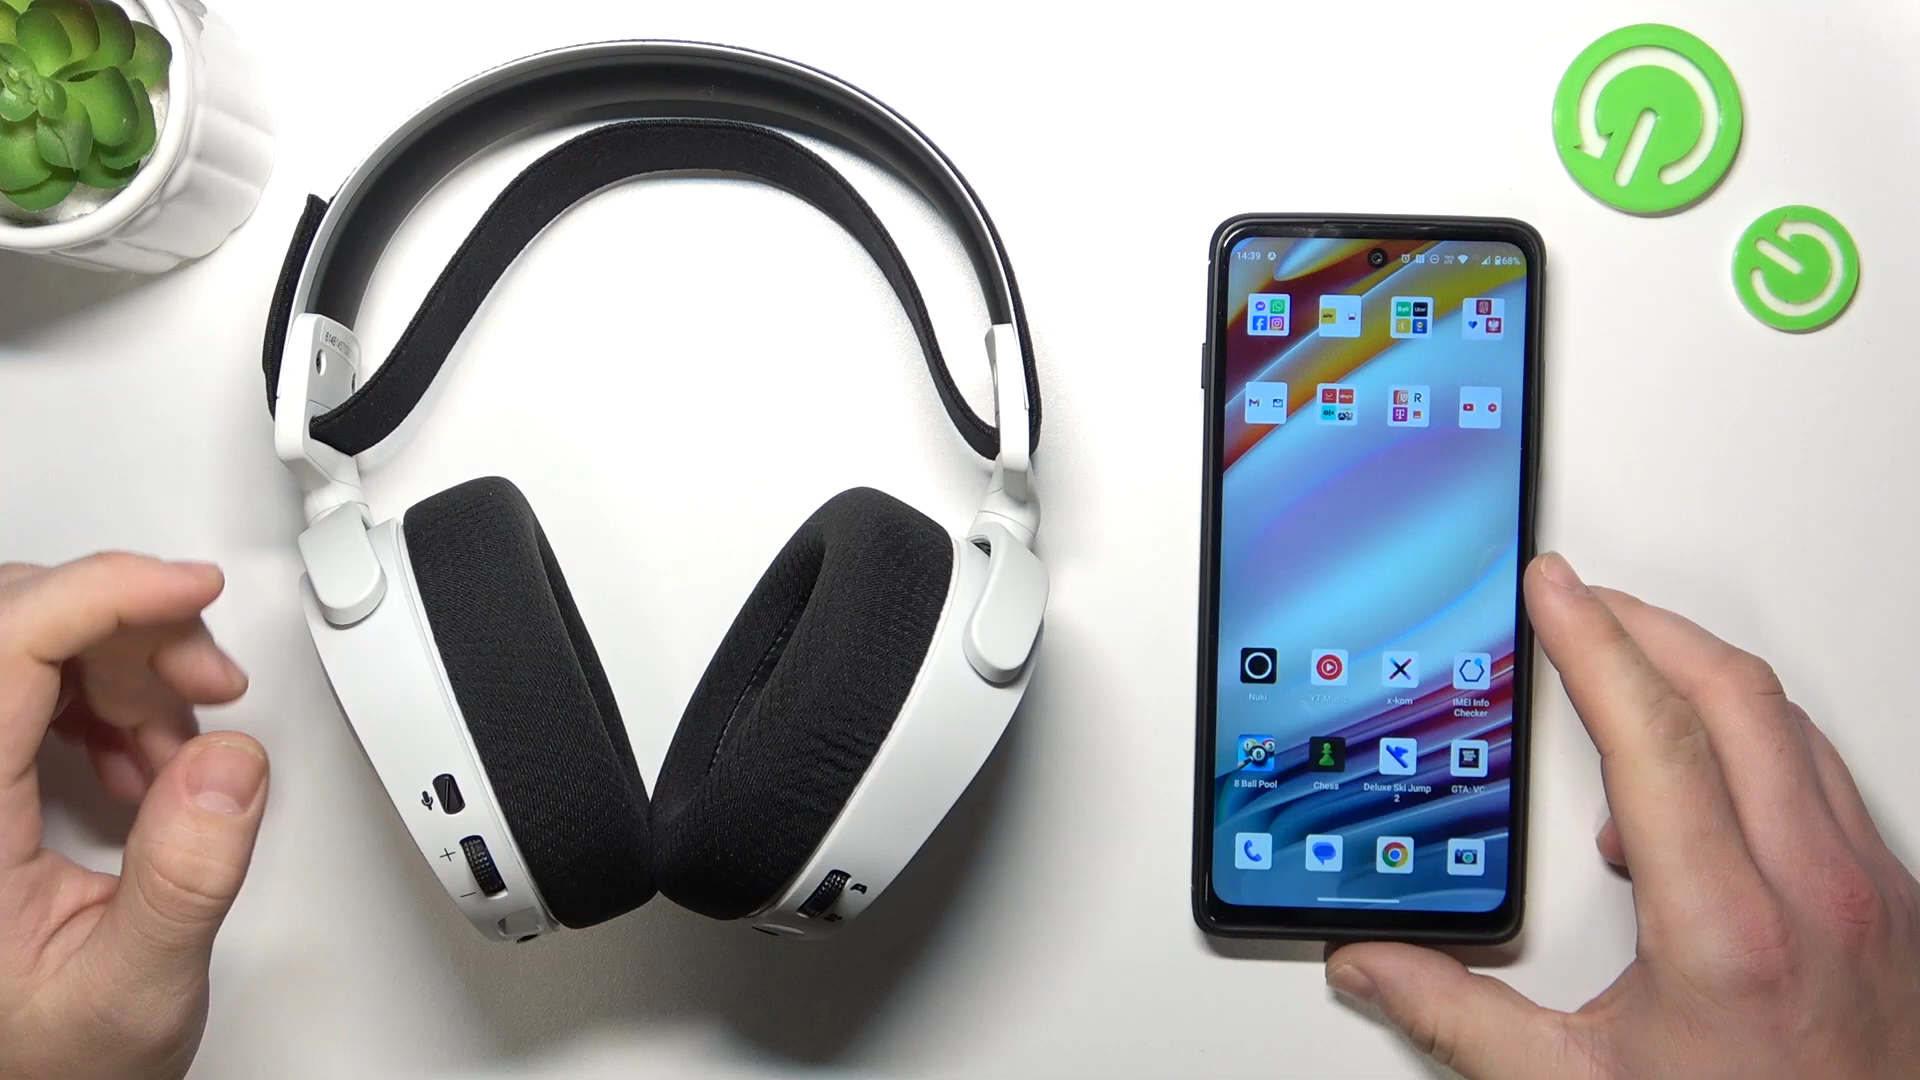 14:39
68%
Nuki
YT Music
x-kom
IMEI Info
Checker
8 Ball Pool
Chess
Deluxe Ski Jump
2
GTA: VC
+
-